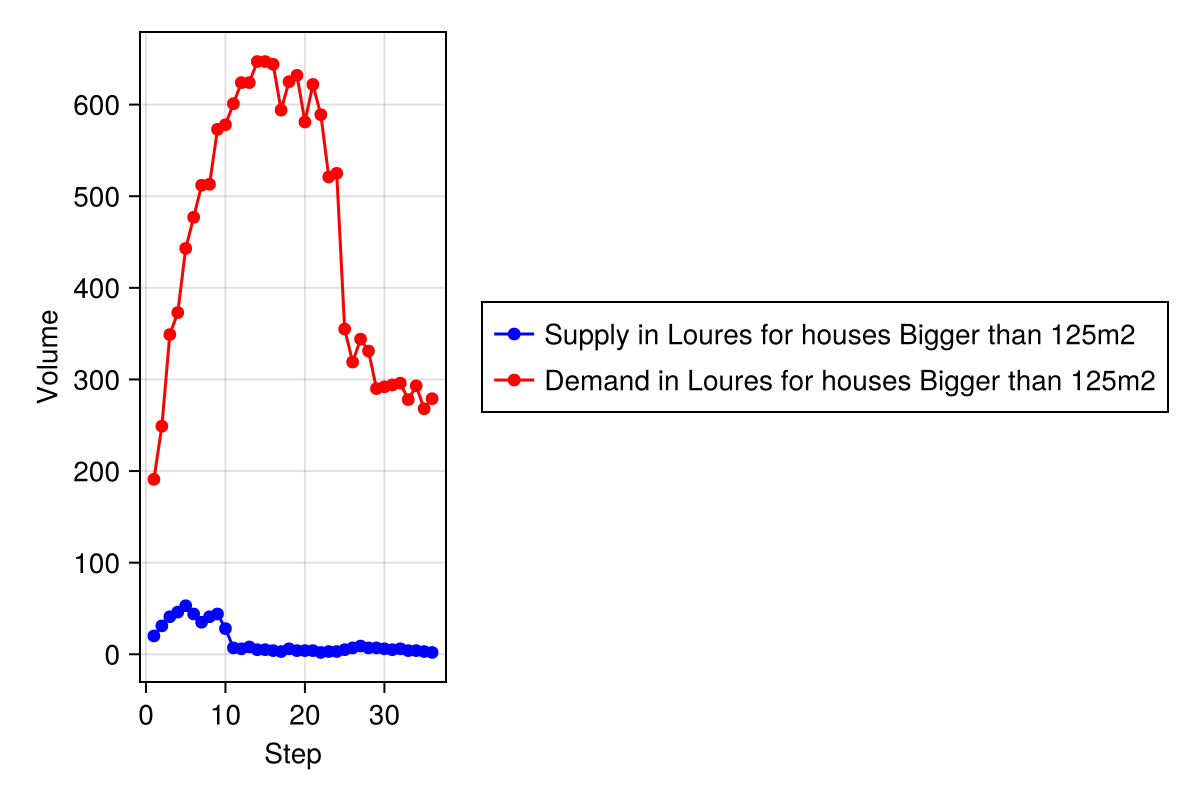 600
500
400
300
200
100
0
Volume
0 10 20 30
Step
Supply in Loures for houses Bigger than 125m2
Demand in Loures for houses Bigger than 125m2